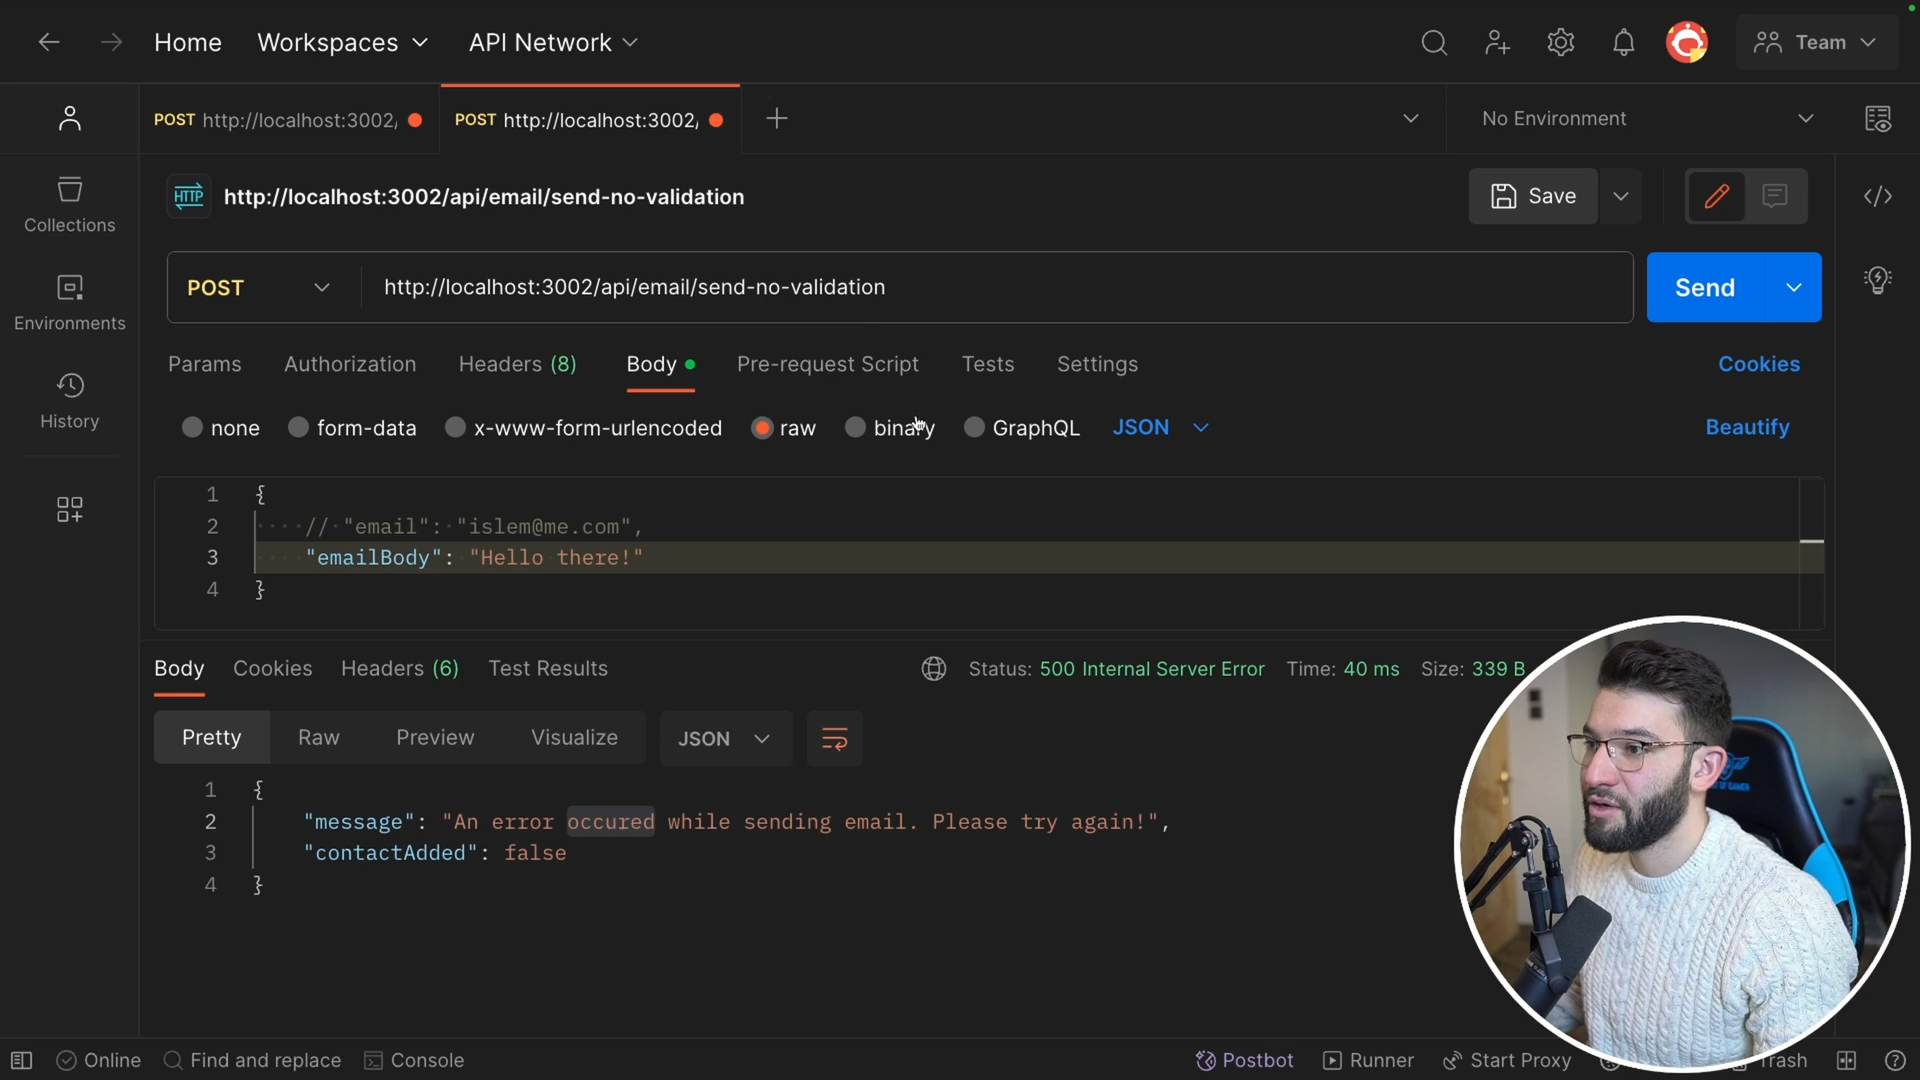 Home Workspaces API Network Team
POST http://localhost:3002, POST http://localhost:3002, No Environment
http://localhost:3002/api/email/send-no-validation Save
POST http://localhost:3002/api/email/send-no-validation Send
Params Authorization Headers (8) Body Pre-request Script Tests Settings Cookies
none form-data x-www-form-urlencoded raw binary GraphQL JSON Beautify
Collections
Environments
History
1 {
2 // "email": "islem@me.com",
3 "emailBody": "Hello there!"
4 }
Body Cookies Headers (6) Test Results Status: 500 Internal Server Error Time: 40 ms Size: 339 B
Pretty Raw Preview Visualize JSON
1 {
2 "message": "An error occured while sending email. Please try again!",
3 "contactAdded": false
4 }
Online Find and replace Console Postbot Runner Start Proxy Trash